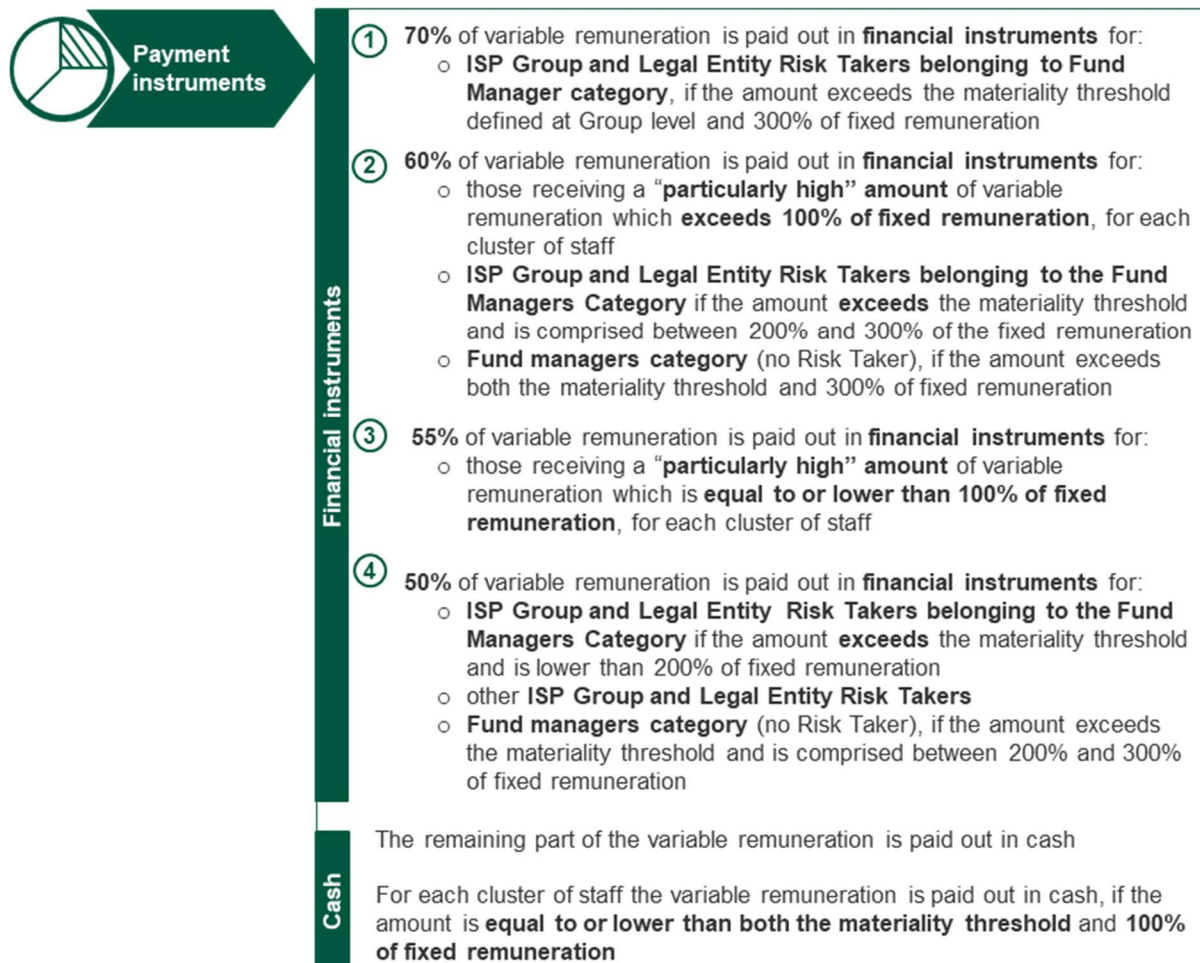 Payment
instruments
Financial instruments
1 70% of variable remuneration is paid out in financial instruments for:
o ISP Group and Legal Entity Risk Takers belonging to Fund
Manager category, if the amount exceeds the materiality threshold
defined at Group level and 300% of fixed remuneration
2 60% of variable remuneration is paid out in financial instruments for:
o those receiving a “particularly high” amount of variable
remuneration which exceeds 100% of fixed remuneration, for each
cluster of staff
o ISP Group and Legal Entity Risk Takers belonging to the Fund
Managers Category if the amount exceeds the materiality threshold
and is comprised between 200% and 300% of the fixed remuneration
o Fund managers category (no Risk Taker), if the amount exceeds
both the materiality threshold and 300% of fixed remuneration
3 55% of variable remuneration is paid out in financial instruments for:
o those receiving a “particularly high” amount of variable
remuneration which is equal to or lower than 100% of fixed
remuneration, for each cluster of staff
4 50% of variable remuneration is paid out in financial instruments for:
o ISP Group and Legal Entity Risk Takers belonging to the Fund
Managers Category if the amount exceeds the materiality threshold
and is lower than 200% of fixed remuneration
o other ISP Group and Legal Entity Risk Takers
o Fund managers category (no Risk Taker), if the amount exceeds
the materiality threshold and is comprised between 200% and 300%
of fixed remuneration
Cash
The remaining part of the variable remuneration is paid out in cash
For each cluster of staff the variable remuneration is paid out in cash, if the
amount is equal to or lower than both the materiality threshold and 100%
of fixed remuneration